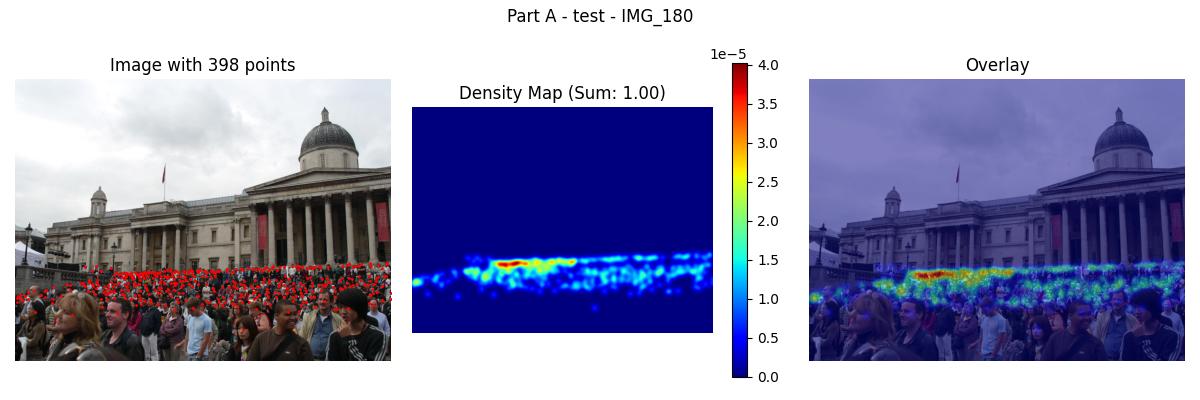 Part A - test - IMG_180
Image with 398 points
Density Map (Sum: 1.00)
1e−5
4.0
3.5
3.0
2.5
2.0
1.5
1.0
0.5
0.0
Overlay